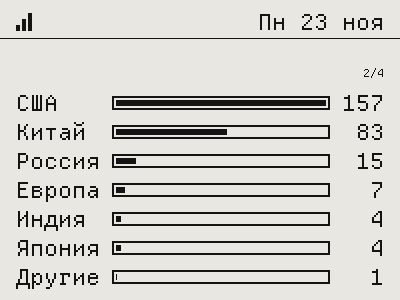 Пн 23 ноя
2/4
США 157
Китай 83
Россия 15
Европа 7
Индия 4
Япония 4
Другие 1